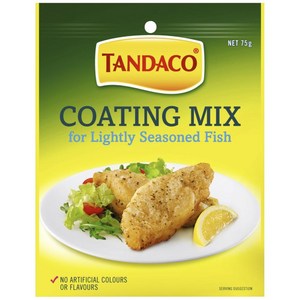 NET 75g
TANDACO®
COATING MIX
for Lightly Seasoned Fish
NO ARTIFICIAL COLOURS
OR FLAVOURS
SERVING SUGGESTION